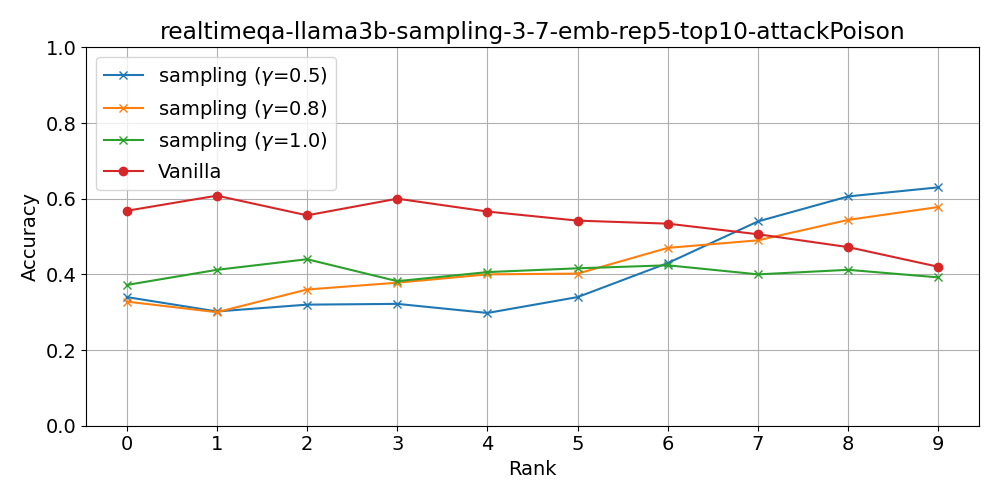 realtimeqa-llama3b-sampling-3-7-emb-rep5-top10-attackPoison
1.0
0.8
0.6
0.4
0.2
0.0
Accuracy
sampling (γ=0.5)
sampling (γ=0.8)
sampling (γ=1.0)
Vanilla
0 1 2 3 4 5 6 7 8 9
Rank